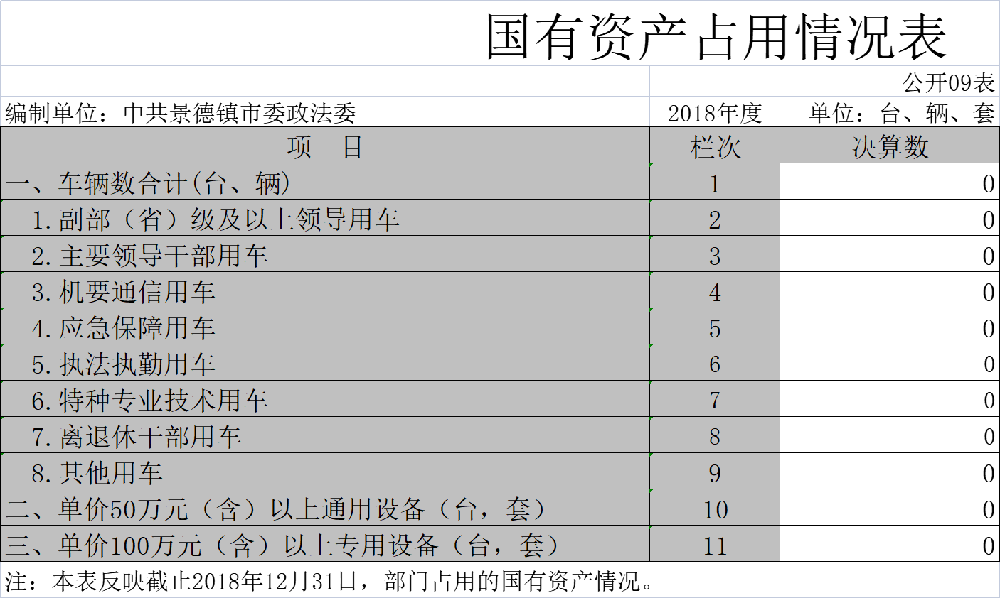 国有资产占用情况表
公开09表
编制单位：中共景德镇市委政法委 2018年度 单位：台、辆、套
项 目 栏次 决算数
一、车辆数合计(台、辆) 1 0
1.副部（省）级及以上领导用车 2 0
2.主要领导干部用车 3 0
3.机要通信用车 4 0
4.应急保障用车 5 0
5.执法执勤用车 6 0
6.特种专业技术用车 7 0
7.离退休干部用车 8 0
8.其他用车 9 0
二、单价50万元（含）以上通用设备（台，套） 10 0
三、单价100万元（含）以上专用设备（台，套） 11 0
注：本表反映截止2018年12月31日，部门占用的国有资产情况。